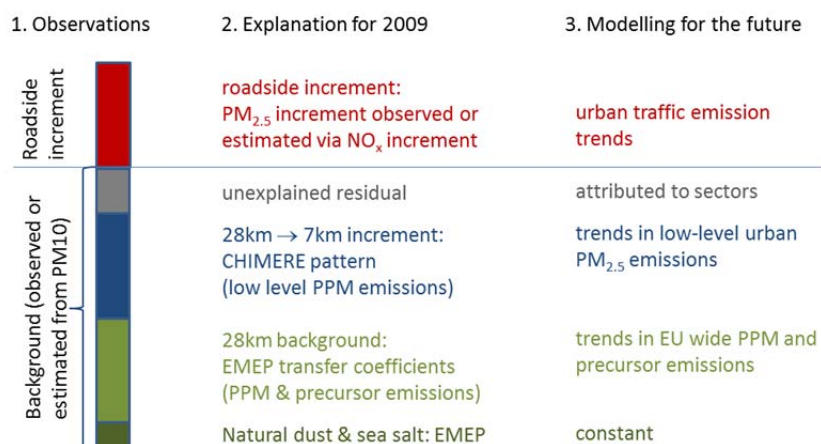 1. Observations
2. Explanation for 2009
3. Modelling for the future
Roadside
increment
roadside increment:
PM2.5 increment observed or
estimated via NOx increment
urban traffic emission
trends
Background (observed or
estimated from PM10)
unexplained residual
attributed to sectors
28km → 7km increment:
CHIMERE pattern
(low level PPM emissions)
trends in low-level urban
PM2.5 emissions
28km background:
EMEP transfer coefficients
(PPM & precursor emissions)
trends in EU wide PPM and
precursor emissions
Natural dust & sea salt: EMEP
constant